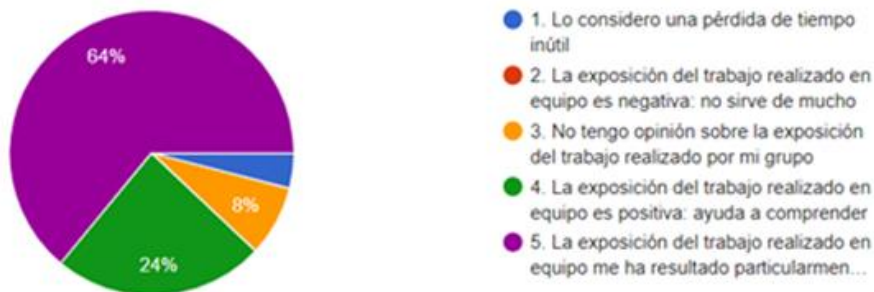 64%
8%
24%
1. Lo considero una pérdida de tiempo
inútil
2. La exposición del trabajo realizado en
equipo es negativa: no sirve de mucho
3. No tengo opinión sobre la exposición
del trabajo realizado por mi grupo
4. La exposición del trabajo realizado en
equipo es positiva: ayuda a comprender
5. La exposición del trabajo realizado en
equipo me ha resultado particularmen...